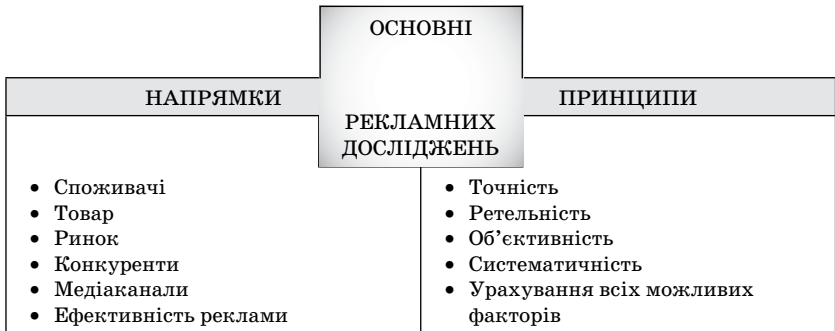 ОСНОВНІ
НАПРЯМКИ
ПРИНЦИПИ
РЕКЛАМНИХ
ДОСЛІДЖЕНЬ
• Споживачі
• Товар
• Ринок
• Конкуренти
• Медіаканали
• Ефективність реклами
• Точність
• Ретельність
• Об’єктивність
• Систематичність
• Урахування всіх можливих
факторів